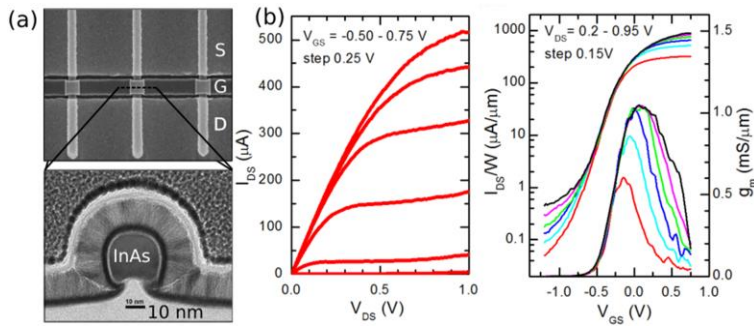 (a)
S
G
D
InAs
10 nm
10 nm
(b)
V_GS = -0.50 - 0.75 V
step 0.25 V
I_DS (µA)
500
400
300
200
100
0
0.0
0.5
1.0
V_DS (V)
V_DS = 0.2 - 0.95 V
step 0.15V
I_DS/W (µA/µm)
1000
100
10
1
0.1
-1.0
-0.5
0.0
0.5
V_GS (V)
1.5
1.0
0.5
0.0
g_m (mS/µm)